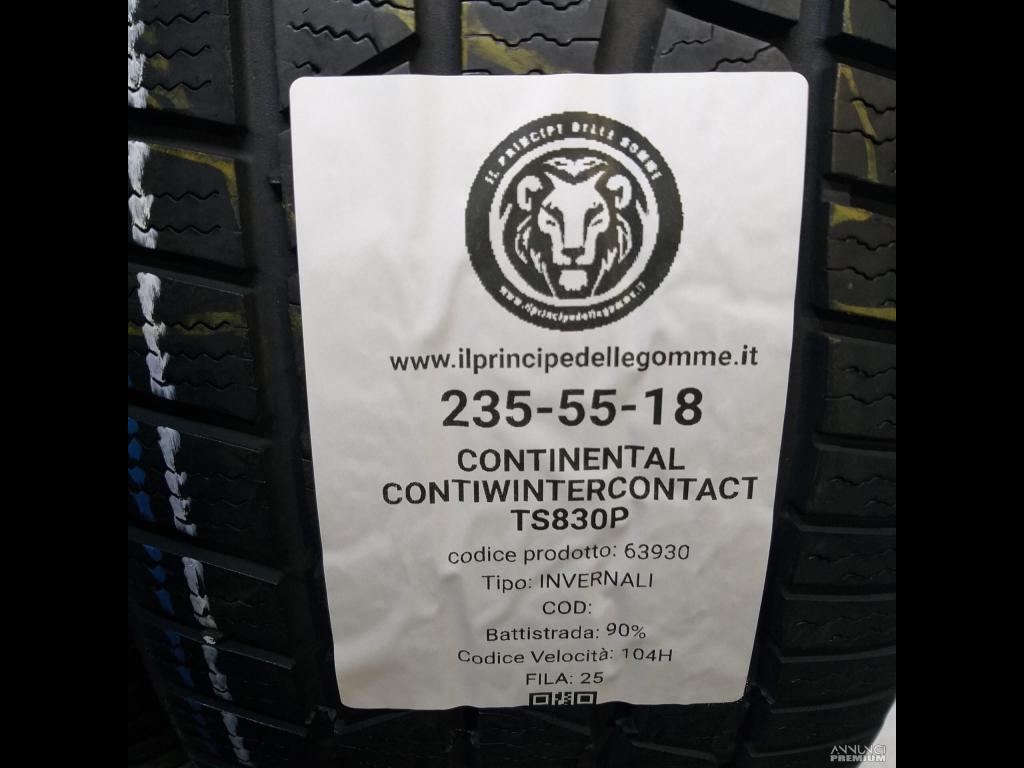 IL PRINCIPE DELLE GOMME
www.ilprincipedellegomme.it
www.ilprincipedellegomme.it
235-55-18
CONTINENTAL
CONTIWINTERCONTACT
TS830P
codice prodotto: 63930
Tipo: INVERNALI
COD:
Battistrada: 90%
Codice Velocità: 104H
FILA: 25
ANNUNCI
PREMIUM